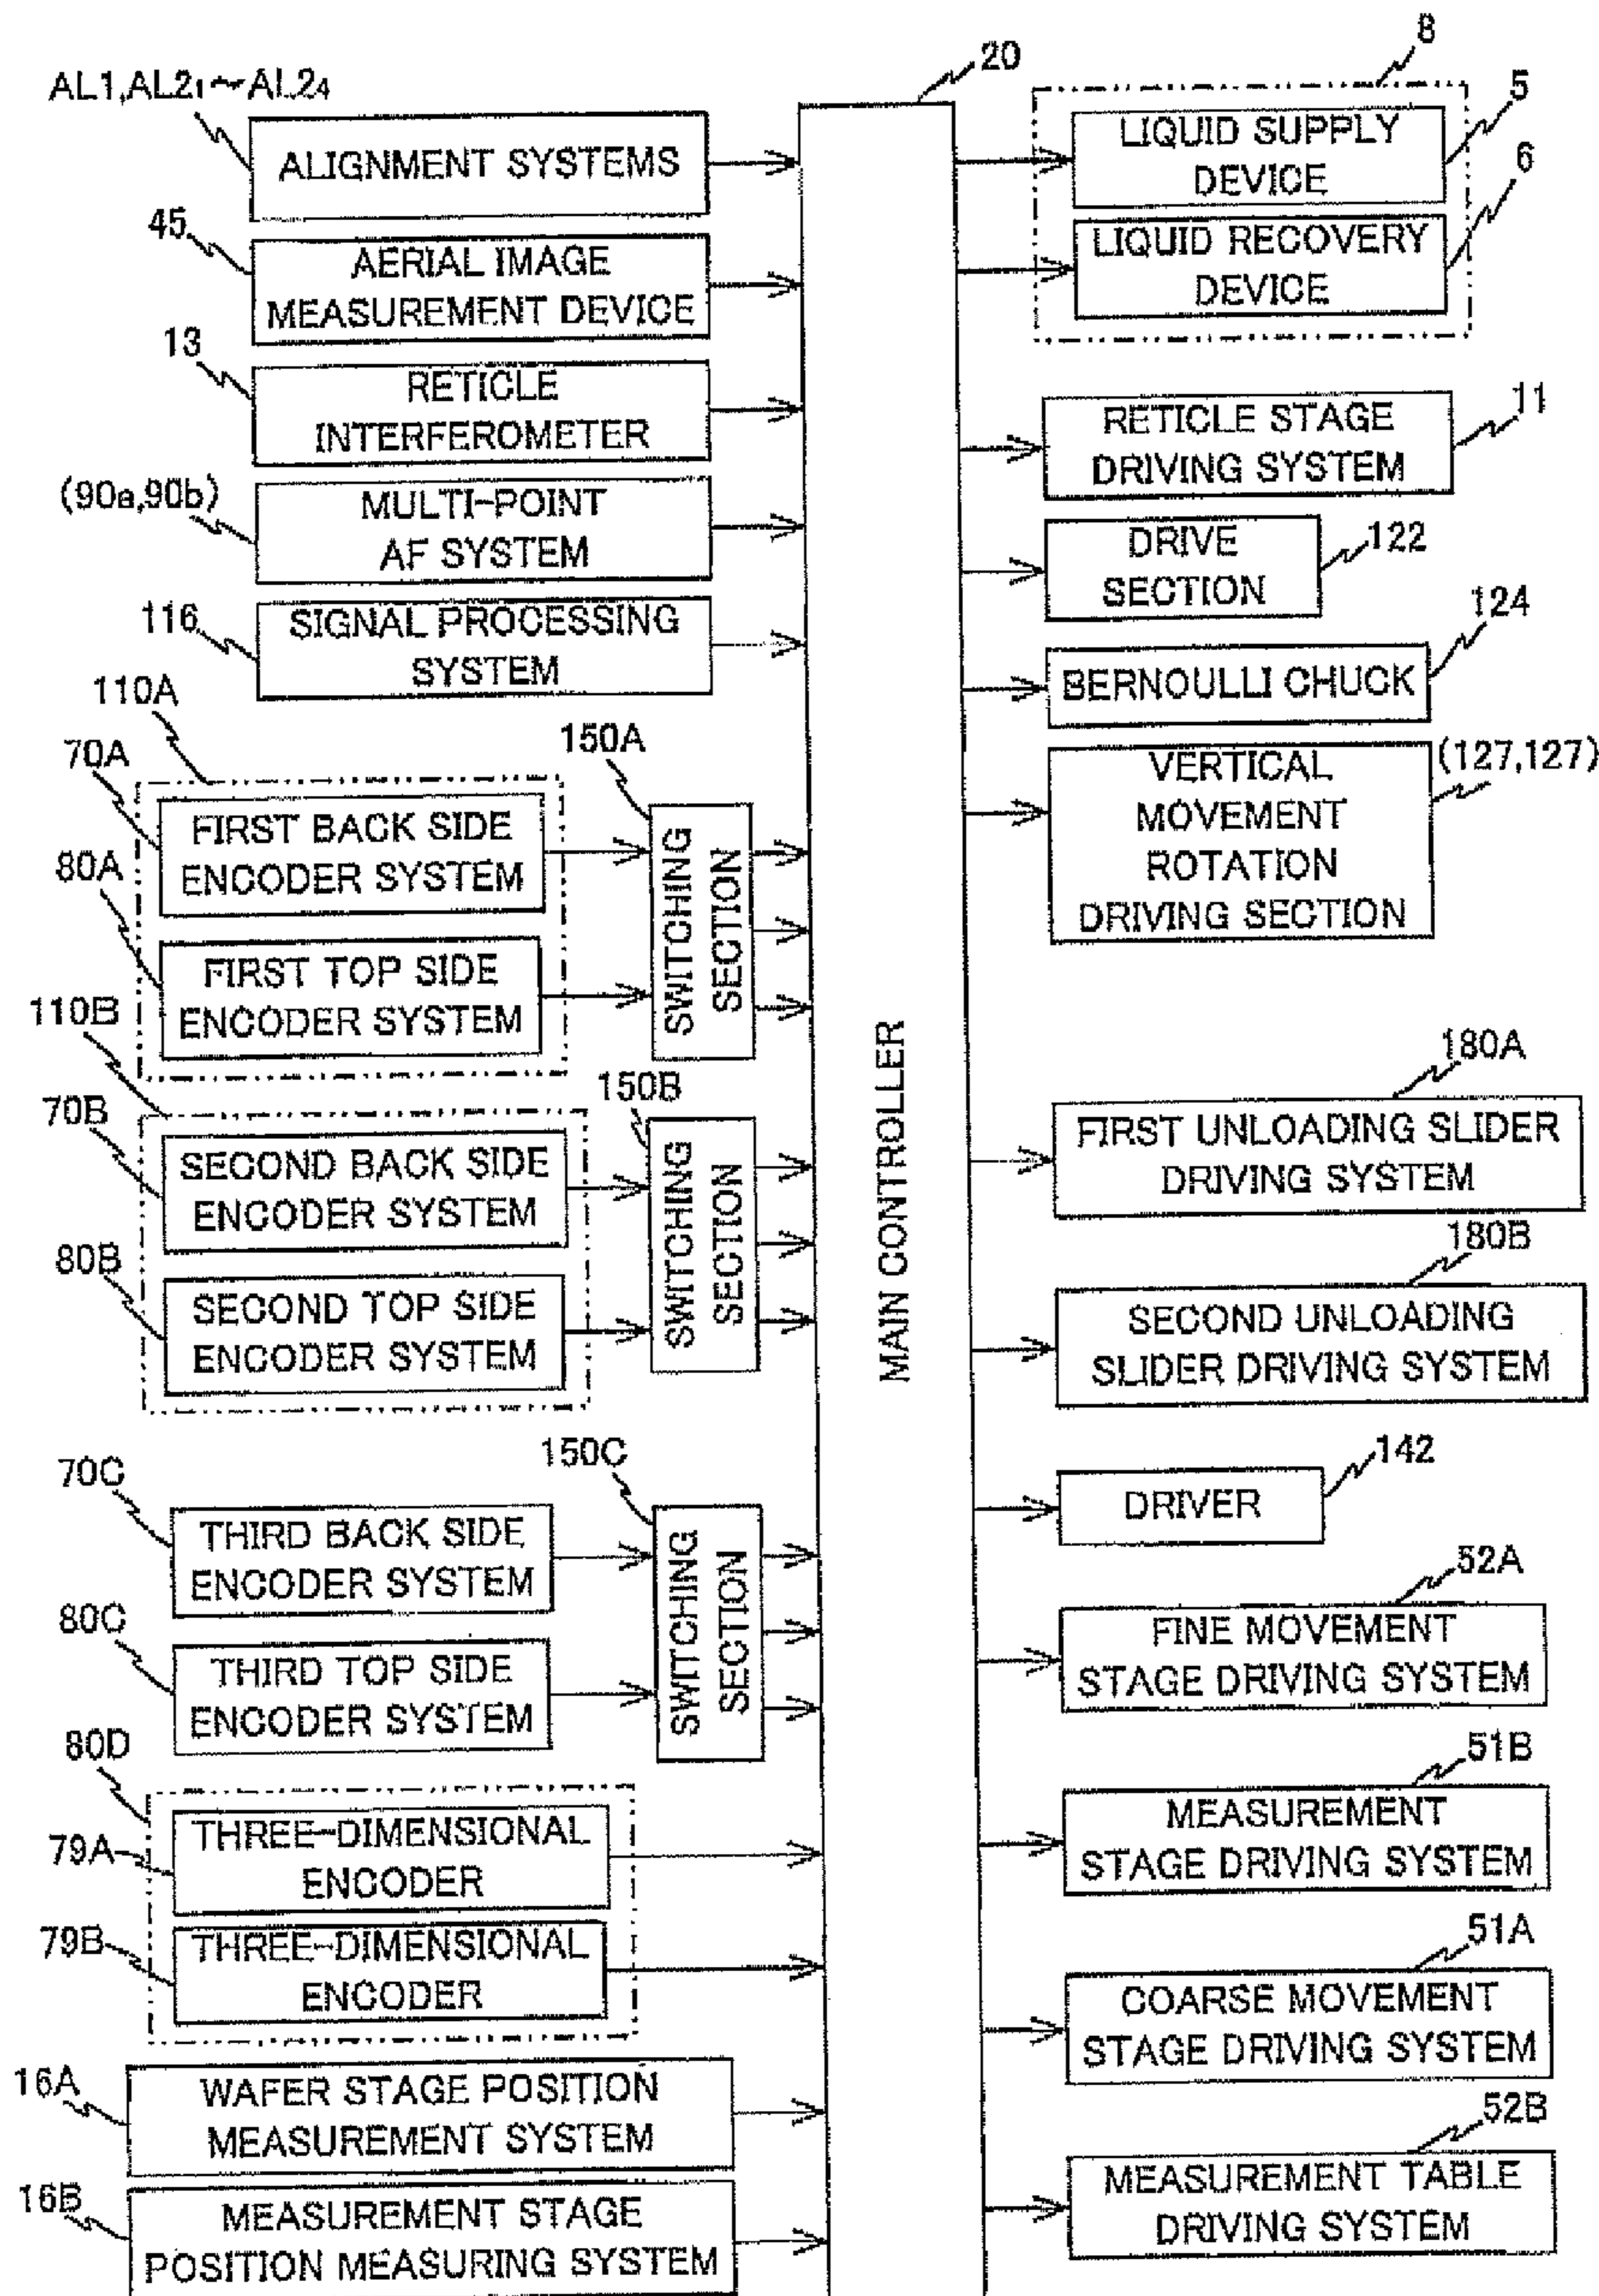 AL1,AL2₁~AL2₄
ALIGNMENT SYSTEMS
45
AERIAL IMAGE
MEASUREMENT DEVICE
13
RETICLE
INTERFEROMETER
(90a,90b)
MULTI-POINT
AF SYSTEM
116
SIGNAL PROCESSING
SYSTEM
110A
70A
FIRST BACK SIDE
ENCODER SYSTEM
80A
FIRST TOP SIDE
ENCODER SYSTEM
150A
SWITCHING
SECTION
110B
70B
SECOND BACK SIDE
ENCODER SYSTEM
80B
SECOND TOP SIDE
ENCODER SYSTEM
150B
SWITCHING
SECTION
70C
THIRD BACK SIDE
ENCODER SYSTEM
80C
THIRD TOP SIDE
ENCODER SYSTEM
150C
SWITCHING
SECTION
80D
79A
THREE-DIMENSIONAL
ENCODER
79B
THREE-DIMENSIONAL
ENCODER
16A
WAFER STAGE POSITION
MEASUREMENT SYSTEM
16B
MEASUREMENT STAGE
POSITION MEASURING SYSTEM
20
MAIN CONTROLLER
8
5
LIQUID SUPPLY
DEVICE
6
LIQUID RECOVERY
DEVICE
11
RETICLE STAGE
DRIVING SYSTEM
122
DRIVE
SECTION
124
BERNOULLI CHUCK
(127,127)
VERTICAL
MOVEMENT
ROTATION
DRIVING SECTION
180A
FIRST UNLOADING SLIDER
DRIVING SYSTEM
180B
SECOND UNLOADING
SLIDER DRIVING SYSTEM
142
DRIVER
52A
FINE MOVEMENT
STAGE DRIVING SYSTEM
51B
MEASUREMENT
STAGE DRIVING SYSTEM
51A
COARSE MOVEMENT
STAGE DRIVING SYSTEM
52B
MEASUREMENT TABLE
DRIVING SYSTEM